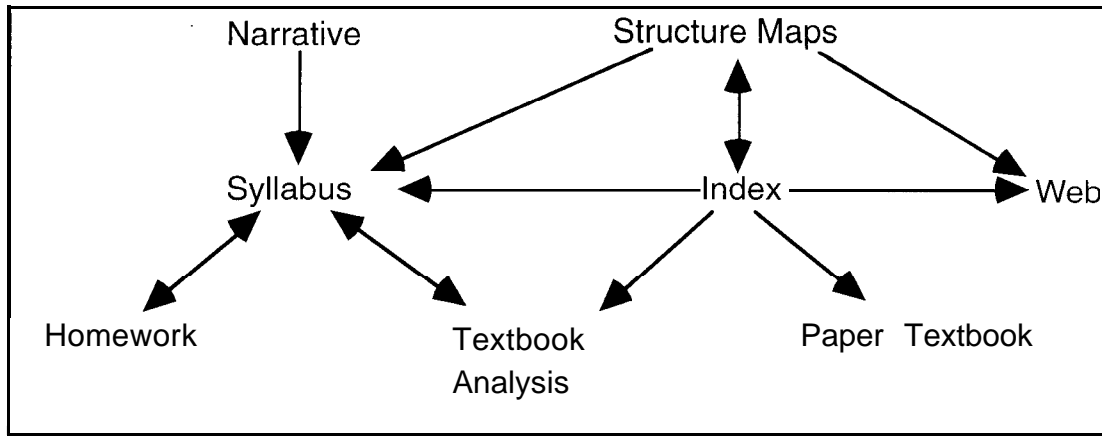 Narrative
Structure Maps
Syllabus
Index
Web
Homework
Textbook
Analysis
Paper Textbook